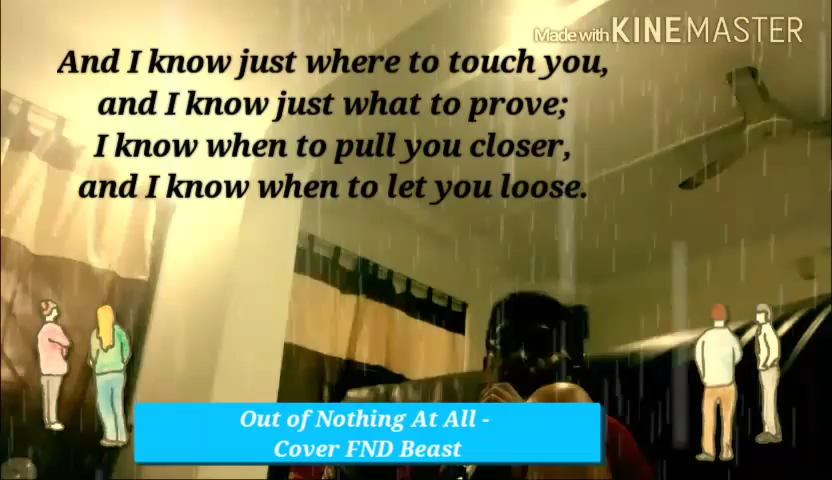 Made with KINEMASTER
And I know just where to touch you,
and I know just what to prove;
I know when to pull you closer,
and I know when to let you loose.
Out of Nothing At All -
Cover FND Beast